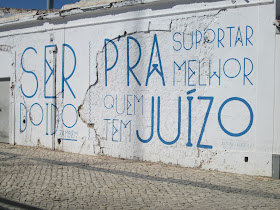 SER
DOIDO
PRA
SUPORTAR
MELHOR
QUEM
TEM
JUÍZO